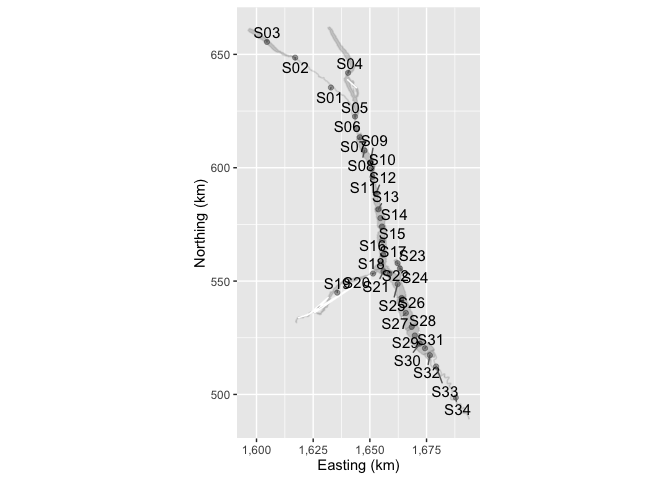 S03
S02
S04
S01
S05
S06
S07
S09
S08
S10
S12
S11
S13
S14
S15
S16
S17
S23
S18
S22
S24
S19
S20
S21
S25
S26
S27
S28
S29
S31
S30
S32
S33
S34
650
600
550
500
1,600
1,625
1,650
1,675
Easting (km)
Northing (km)